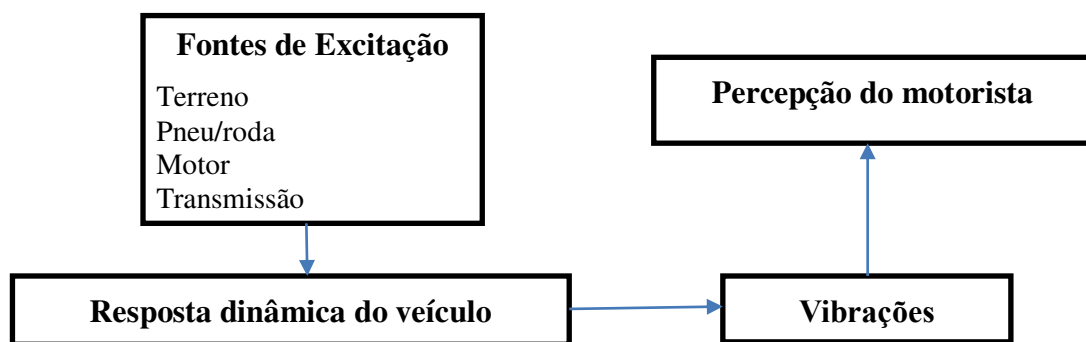 Fontes de Excitação
Terreno
Pneu/roda
Motor
Transmissão
Percepção do motorista
Resposta dinâmica do veículo
Vibrações